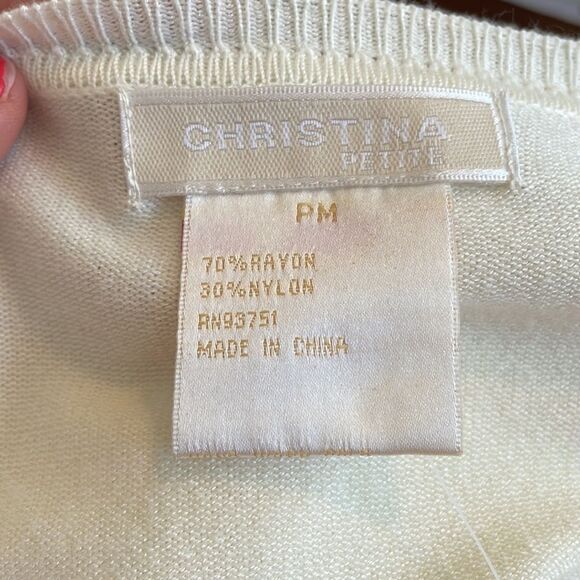 CHRISTINA
PETITE
PM
70%RAYON
30%NYLON
RN93751
MADE IN CHINA